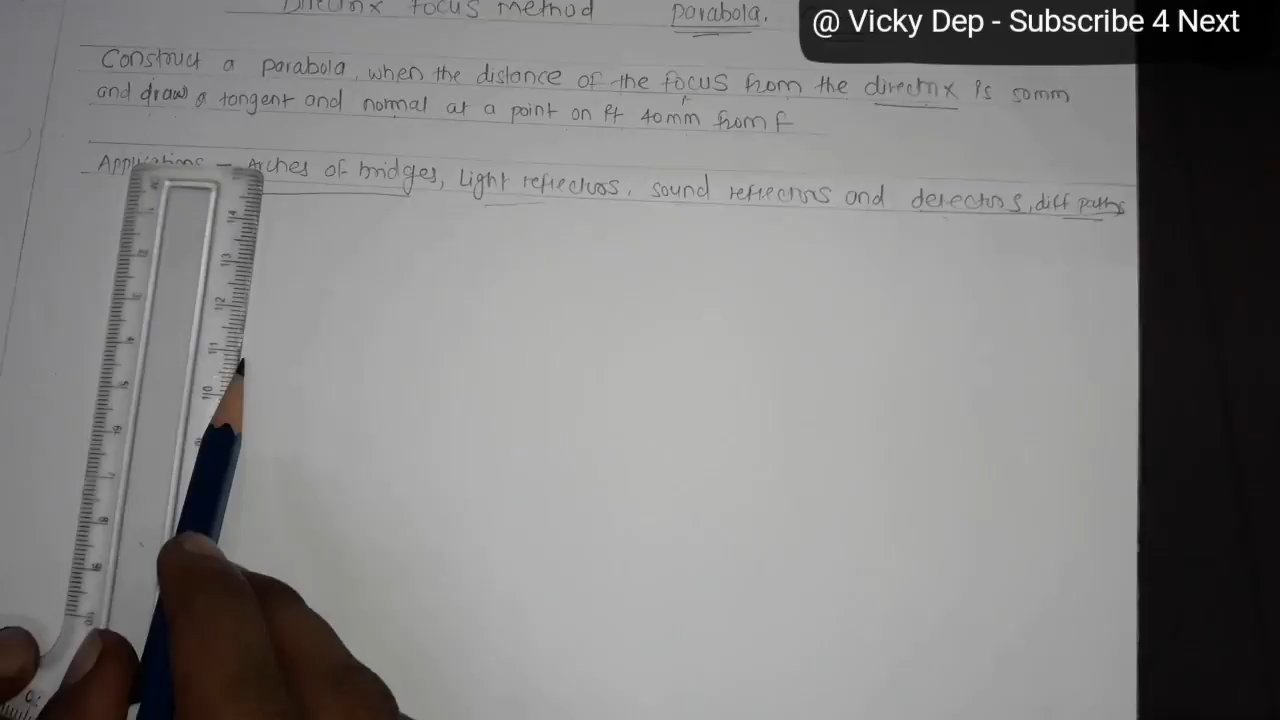 Directrix focus method parabola.
@ Vicky Dep - Subscribe 4 Next
Construct a parabola, when the distance of the focus from the directrix is 50mm
and draw a tangent and normal at a point on it 40mm from F
Applications - Arches of bridges, Light reflectors, sound reflectors and detectors, diff paths